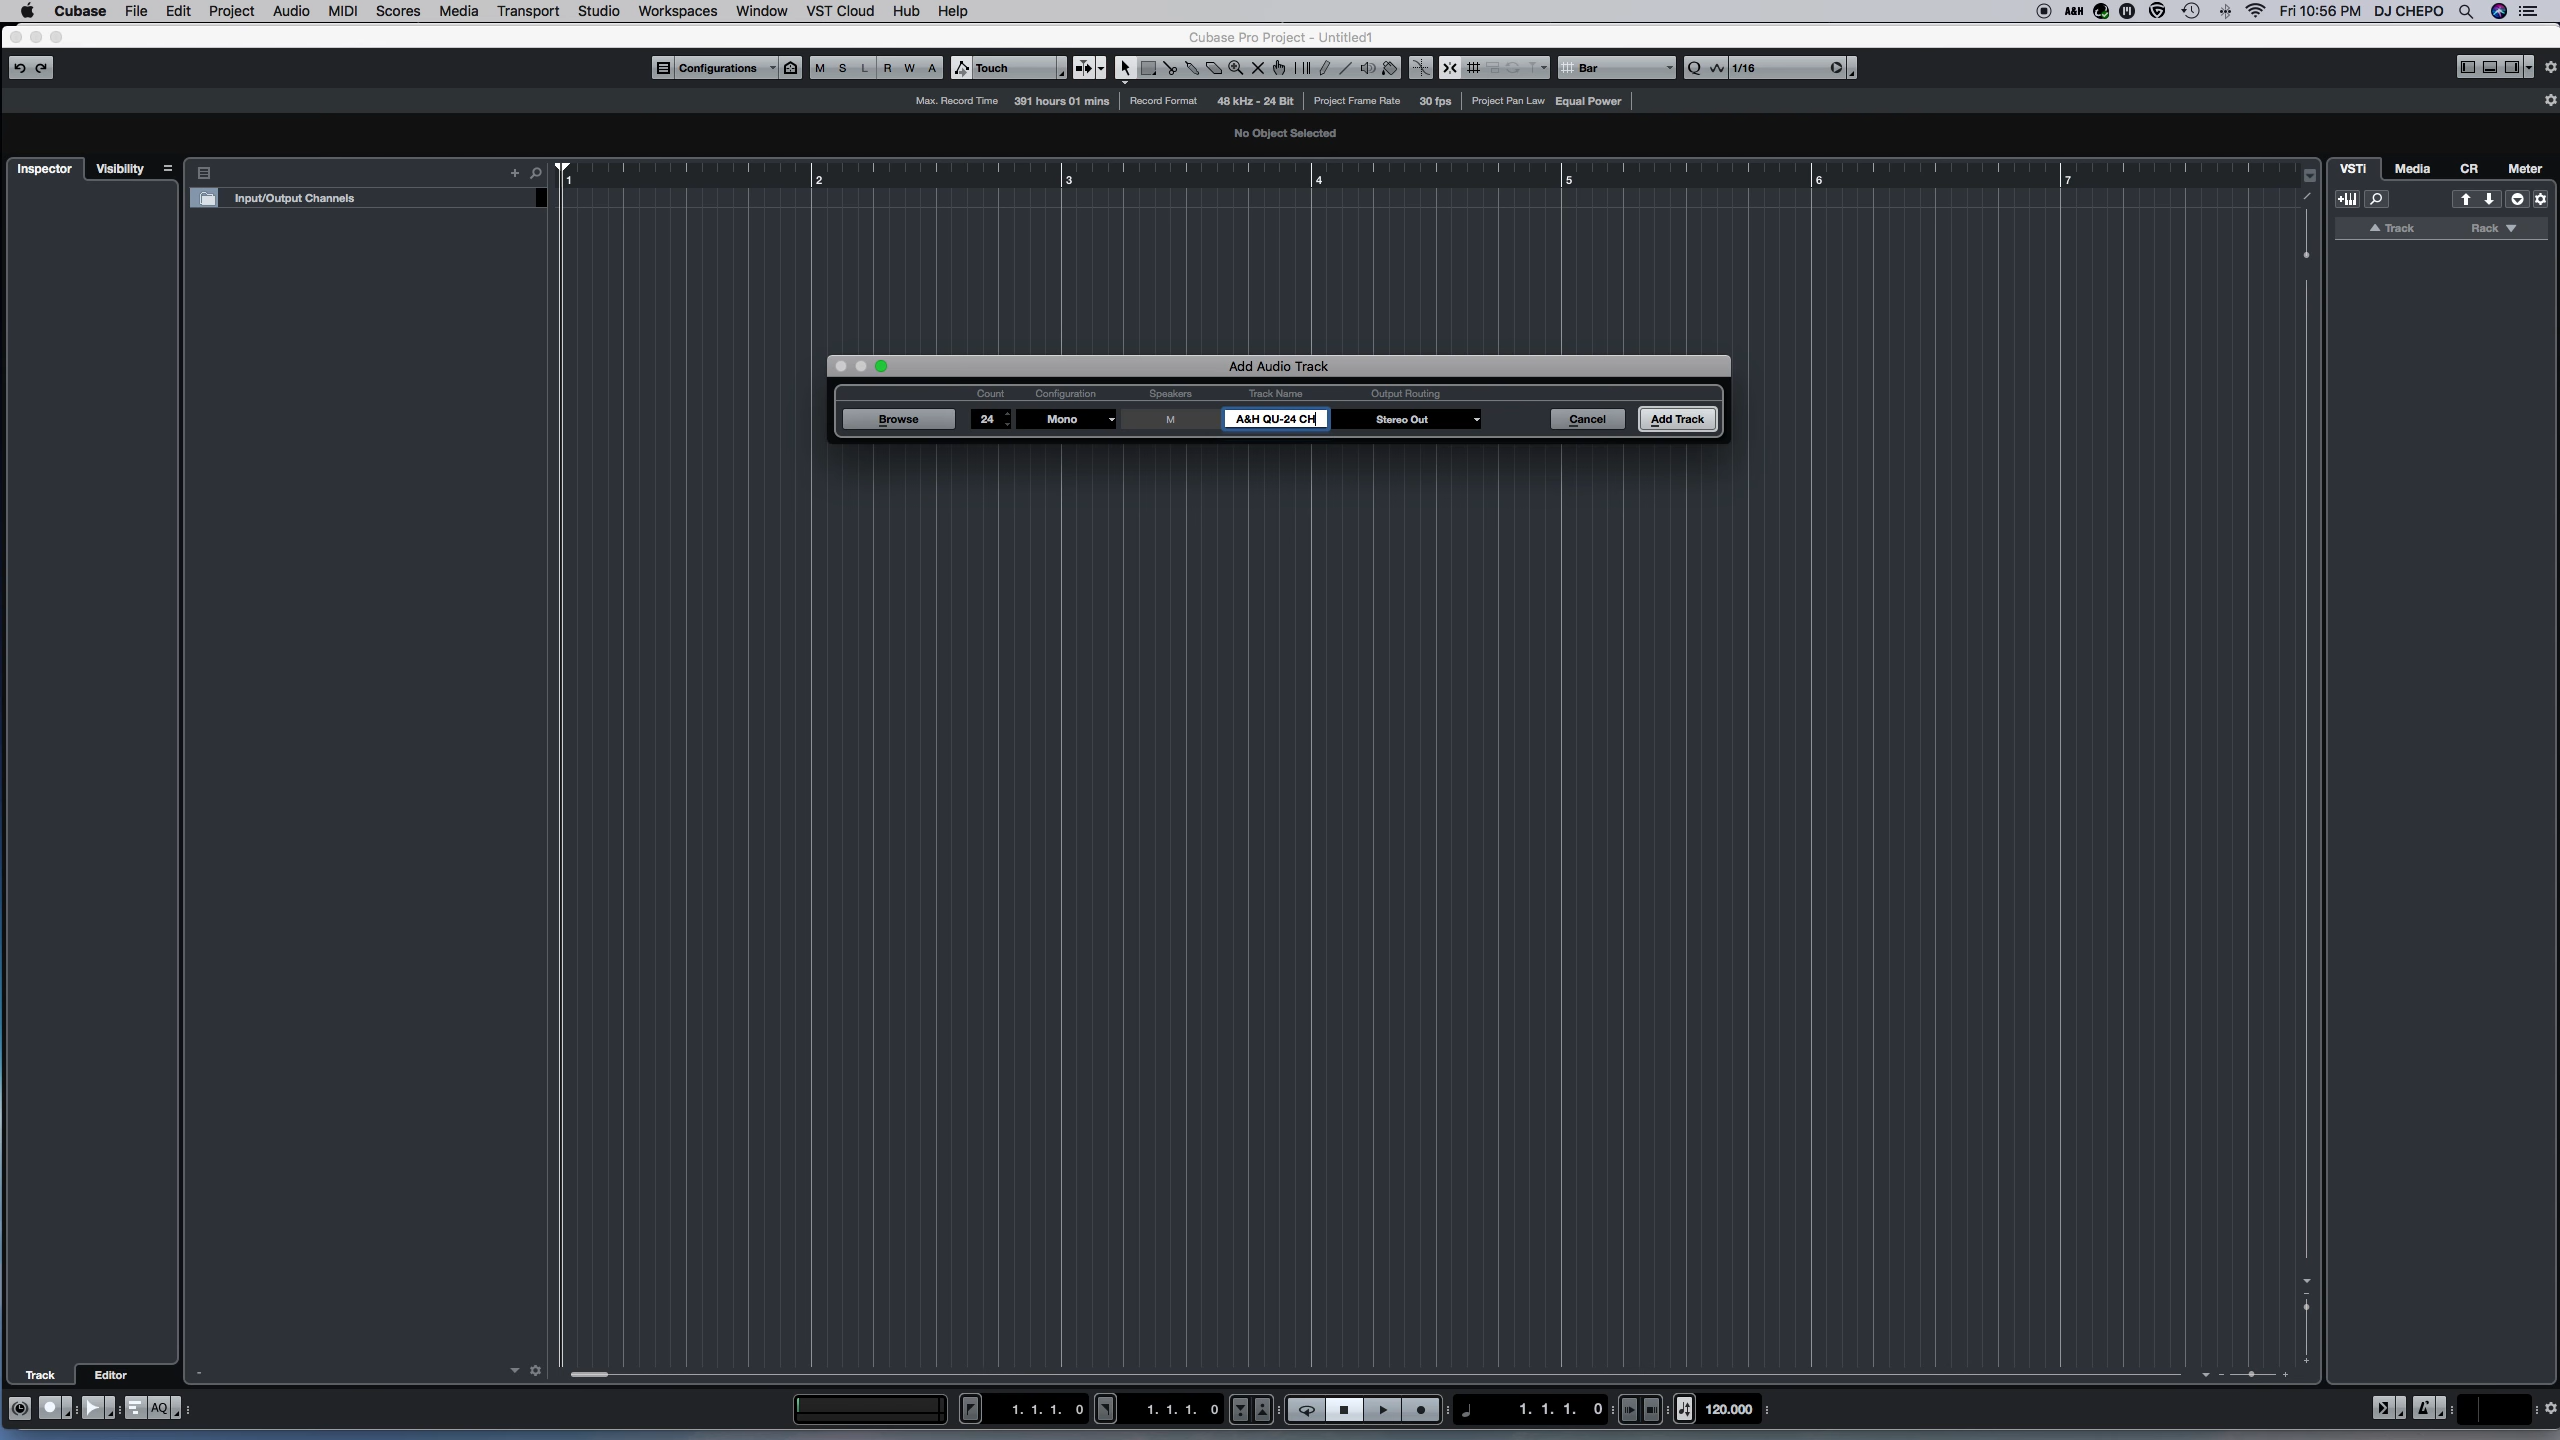 Cubase File Edit Project Audio MIDI Scores Media Transport Studio Workspaces Window VST Cloud Hub Help A&H Fri 10:56 PM DJ CHEPO
Cubase Pro Project - Untitled1
Configurations M S L R W A Touch Bar Q 1/16
Max. Record Time 391 hours 01 mins Record Format 48 kHz - 24 Bit Project Frame Rate 30 fps Project Pan Law Equal Power
No Object Selected
Inspector Visibility
1 2 3 4 5 6 7
VSTi Media CR Meter
Input/Output Channels
Track Rack
Add Audio Track
Count Configuration Speakers Track Name Output Routing
Browse 24 Mono M A&H QU-24 CH Stereo Out Cancel Add Track
Track Editor
AQ 1. 1. 1. 0 1. 1. 1. 0 1. 1. 1. 0 120.000